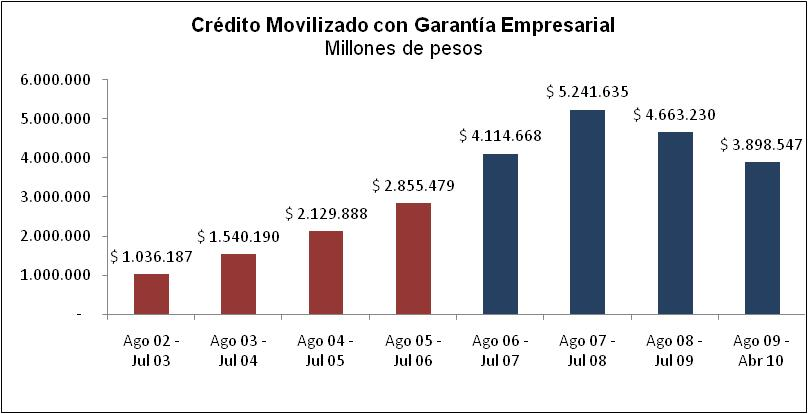 Crédito Movilizado con Garantía Empresarial
Millones de pesos
6.000.000
5.000.000
4.000.000
3.000.000
2.000.000
1.000.000
-
$ 1.036.187
$ 1.540.190
$ 2.129.888
$ 2.855.479
$ 4.114.668
$ 5.241.635
$ 4.663.230
$ 3.898.547
Ago 02 -
Jul 03
Ago 03 -
Jul 04
Ago 04 -
Jul 05
Ago 05 -
Jul 06
Ago 06 -
Jul 07
Ago 07 -
Jul 08
Ago 08 -
Jul 09
Ago 09 -
Abr 10